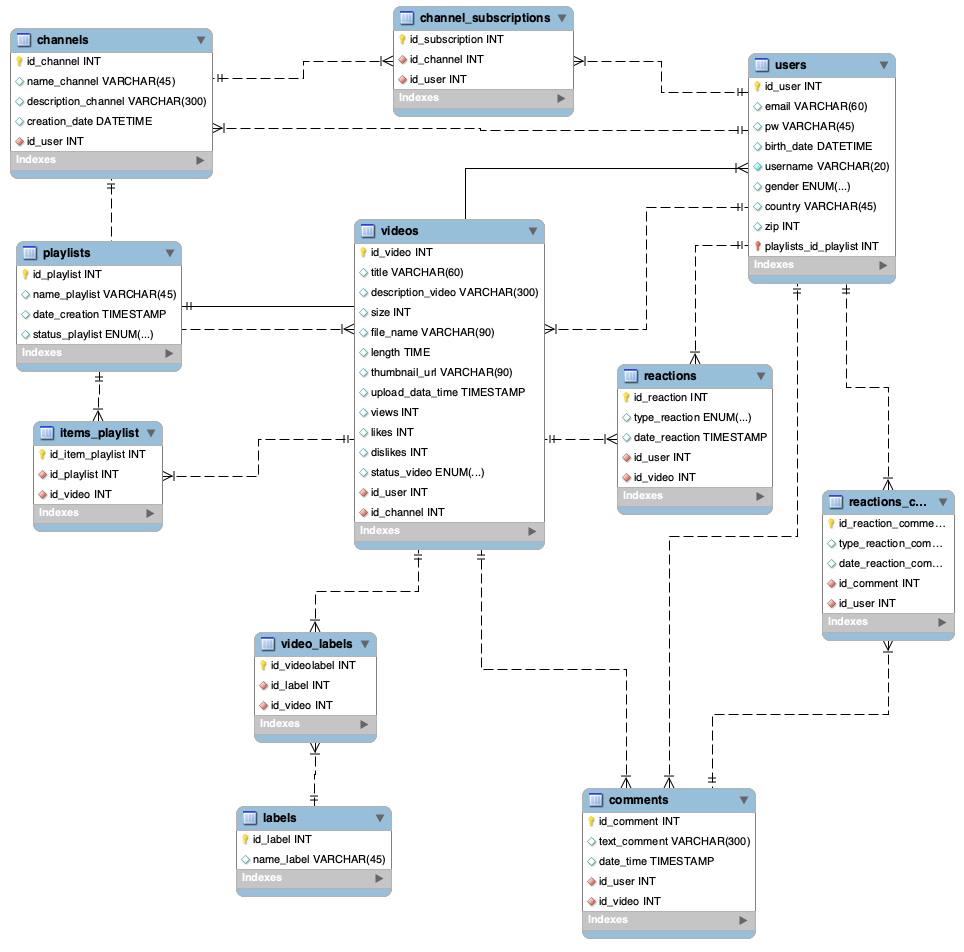 channel_subscriptions
id_subscription INT
id_channel INT
id_user INT
Indexes
channels
id_channel INT
name_channel VARCHAR(45)
description_channel VARCHAR(300)
creation_date DATETIME
id_user INT
Indexes
users
id_user INT
email VARCHAR(60)
pw VARCHAR(45)
birth_date DATETIME
username VARCHAR(20)
gender ENUM(...)
country VARCHAR(45)
zip INT
playlists_id_playlist INT
Indexes
playlists
id_playlist INT
name_playlist VARCHAR(45)
date_creation TIMESTAMP
status_playlist ENUM(...)
Indexes
videos
id_video INT
title VARCHAR(60)
description_video VARCHAR(300)
size INT
file_name VARCHAR(90)
length TIME
thumbnail_url VARCHAR(90)
upload_data_time TIMESTAMP
views INT
likes INT
dislikes INT
status_video ENUM(...)
id_user INT
id_channel INT
Indexes
reactions
id_reaction INT
type_reaction ENUM(...)
date_reaction TIMESTAMP
id_user INT
id_video INT
Indexes
items_playlist
id_item_playlist INT
id_playlist INT
id_video INT
Indexes
reactions_c...
id_reaction_comme...
type_reaction_com...
date_reaction_com...
id_comment INT
id_user INT
Indexes
video_labels
id_videolabel INT
id_label INT
id_video INT
Indexes
labels
id_label INT
name_label VARCHAR(45)
Indexes
comments
id_comment INT
text_comment VARCHAR(300)
date_time TIMESTAMP
id_user INT
id_video INT
Indexes